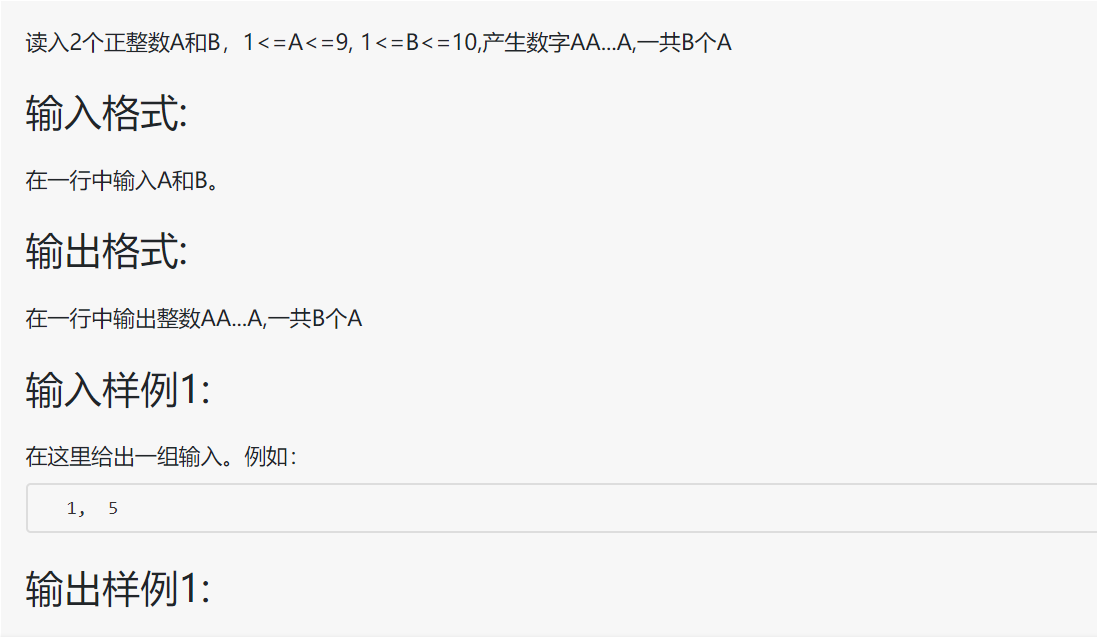 读入2个正整数A和B，1<=A<=9, 1<=B<=10,产生数字AA...A,一共B个A
输入格式:
在一行中输入A和B。
输出格式:
在一行中输出整数AA...A,一共B个A
输入样例1:
在这里给出一组输入。例如：
1,  5
输出样例1: